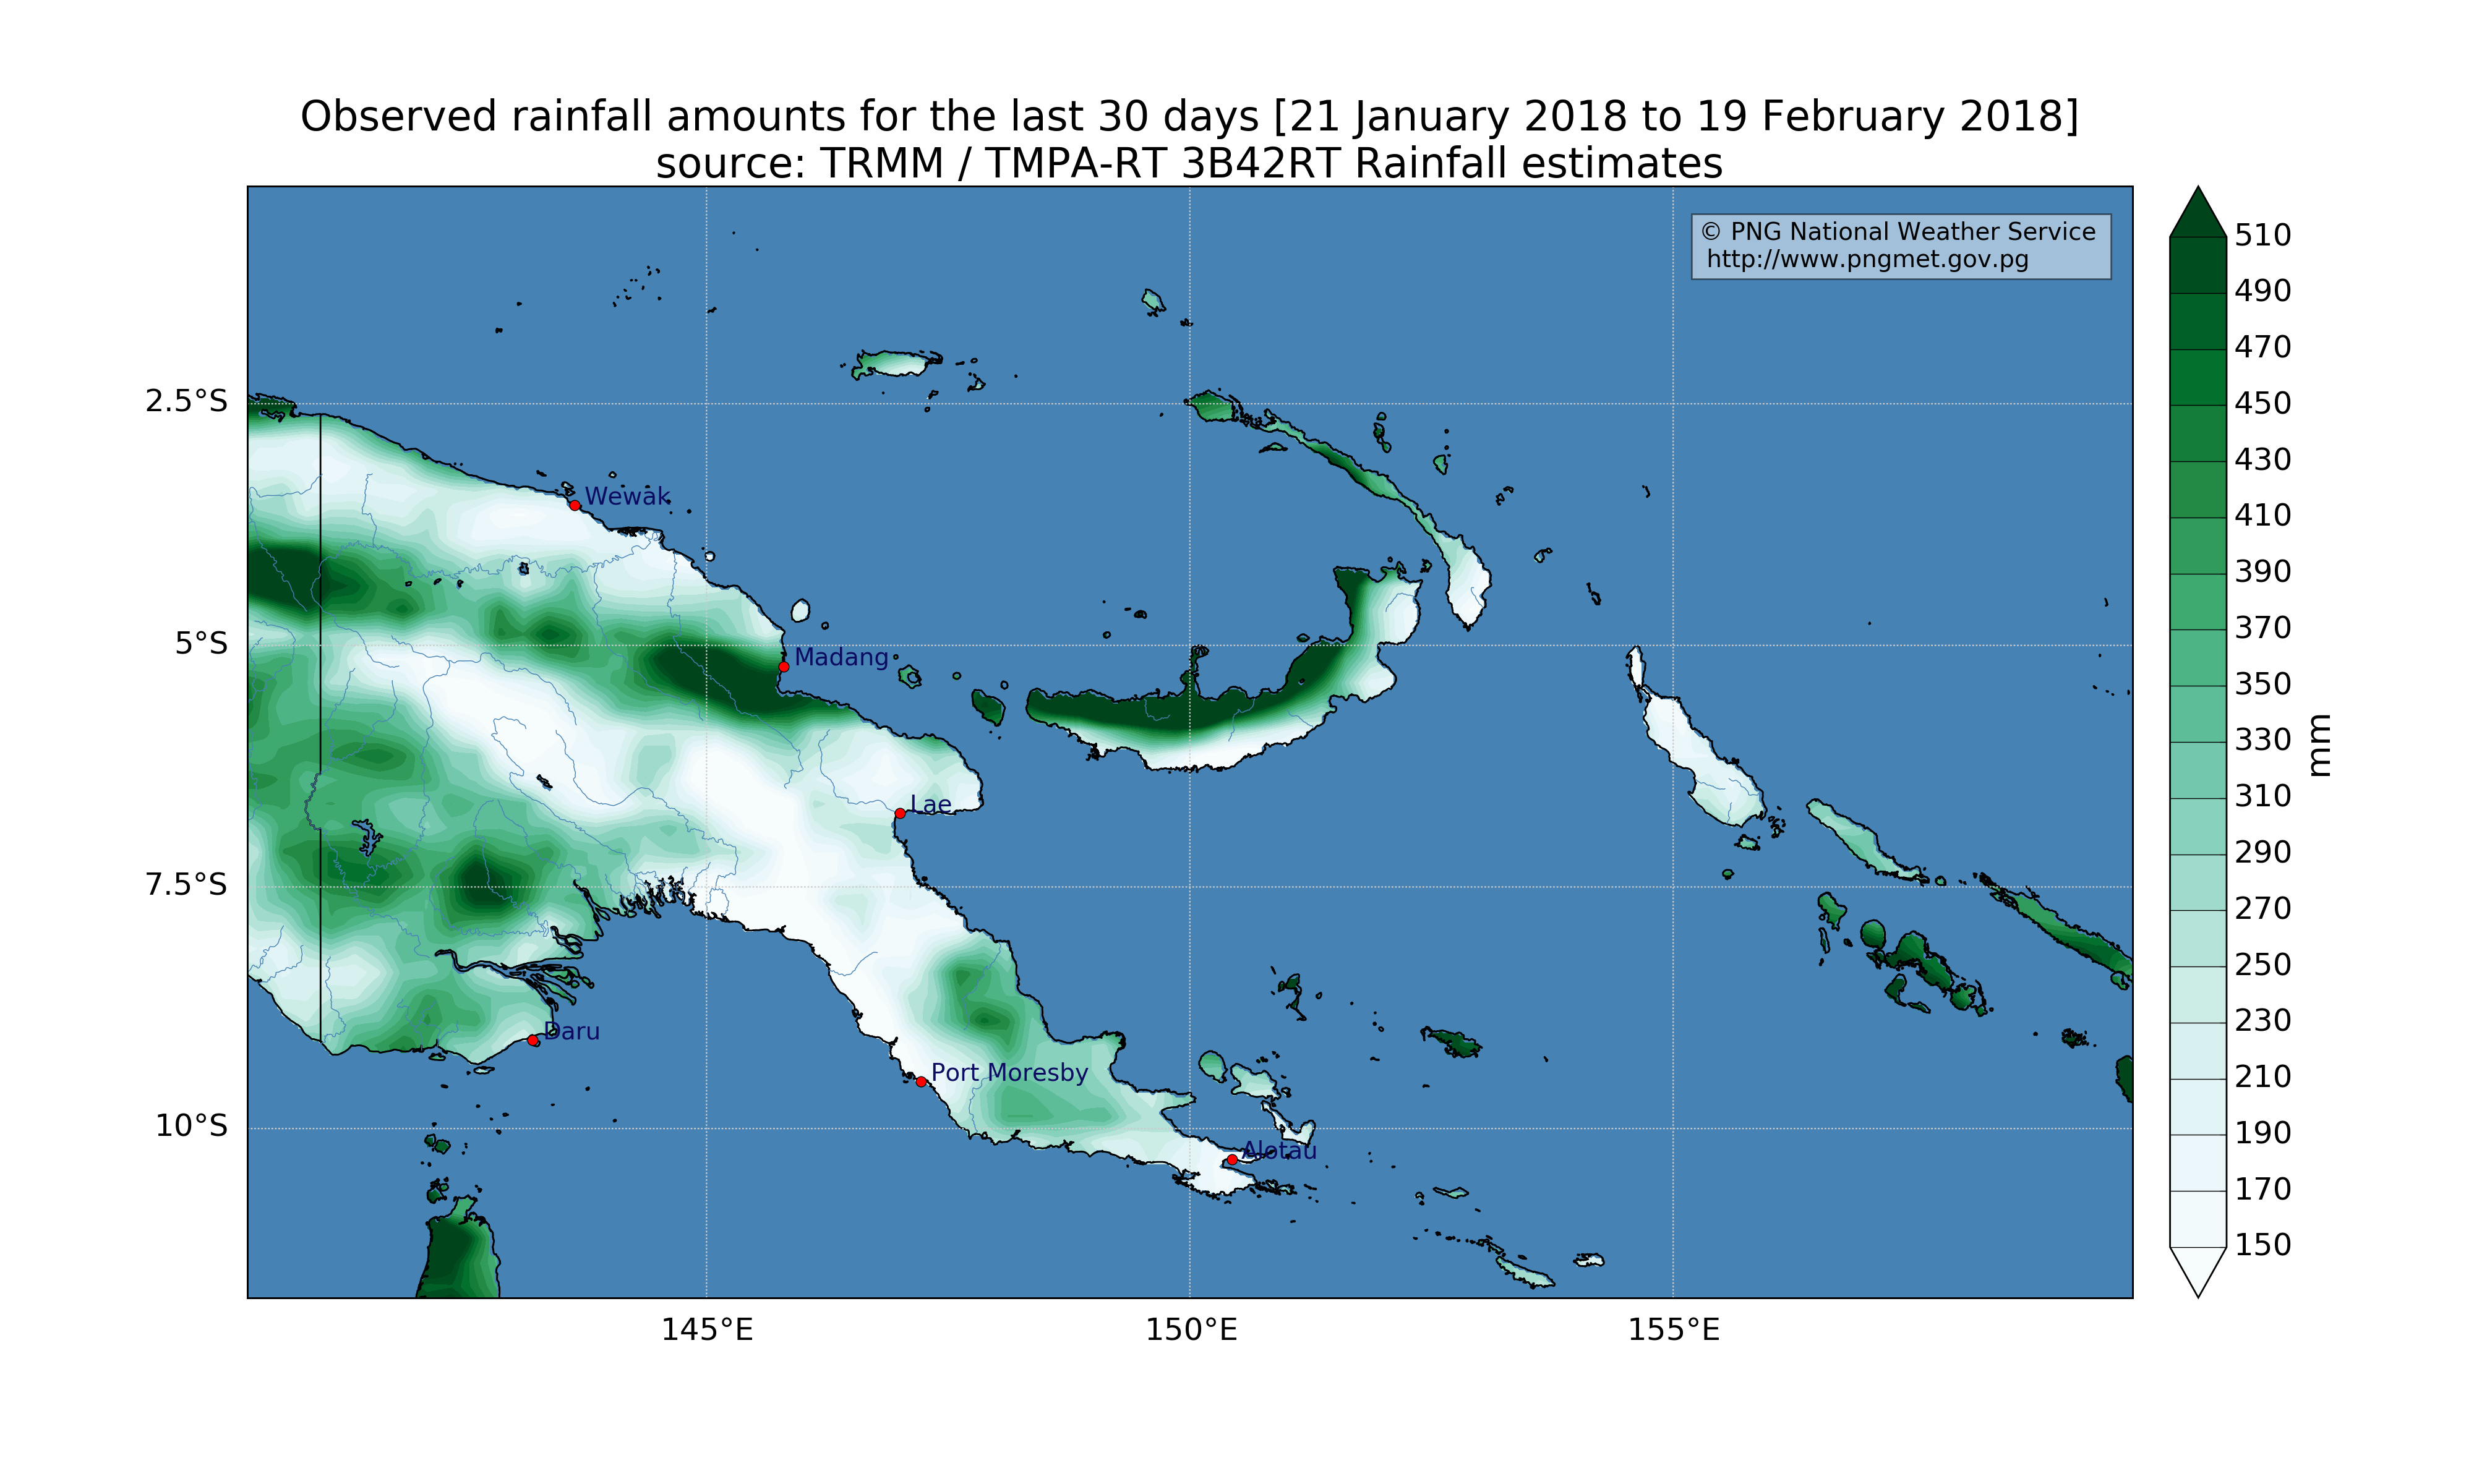 Observed rainfall amounts for the last 30 days [21 January 2018 to 19 February 2018]
source: TRMM / TMPA-RT 3B42RT Rainfall estimates
© PNG National Weather Service
http://www.pngmet.gov.pg
2.5°S
5°S
7.5°S
10°S
Wewak
Madang
Lae
Daru
Port Moresby
Alotau
145°E
150°E
155°E
510
490
470
450
430
410
390
370
350
330
310
290
270
250
230
210
190
170
150
mm